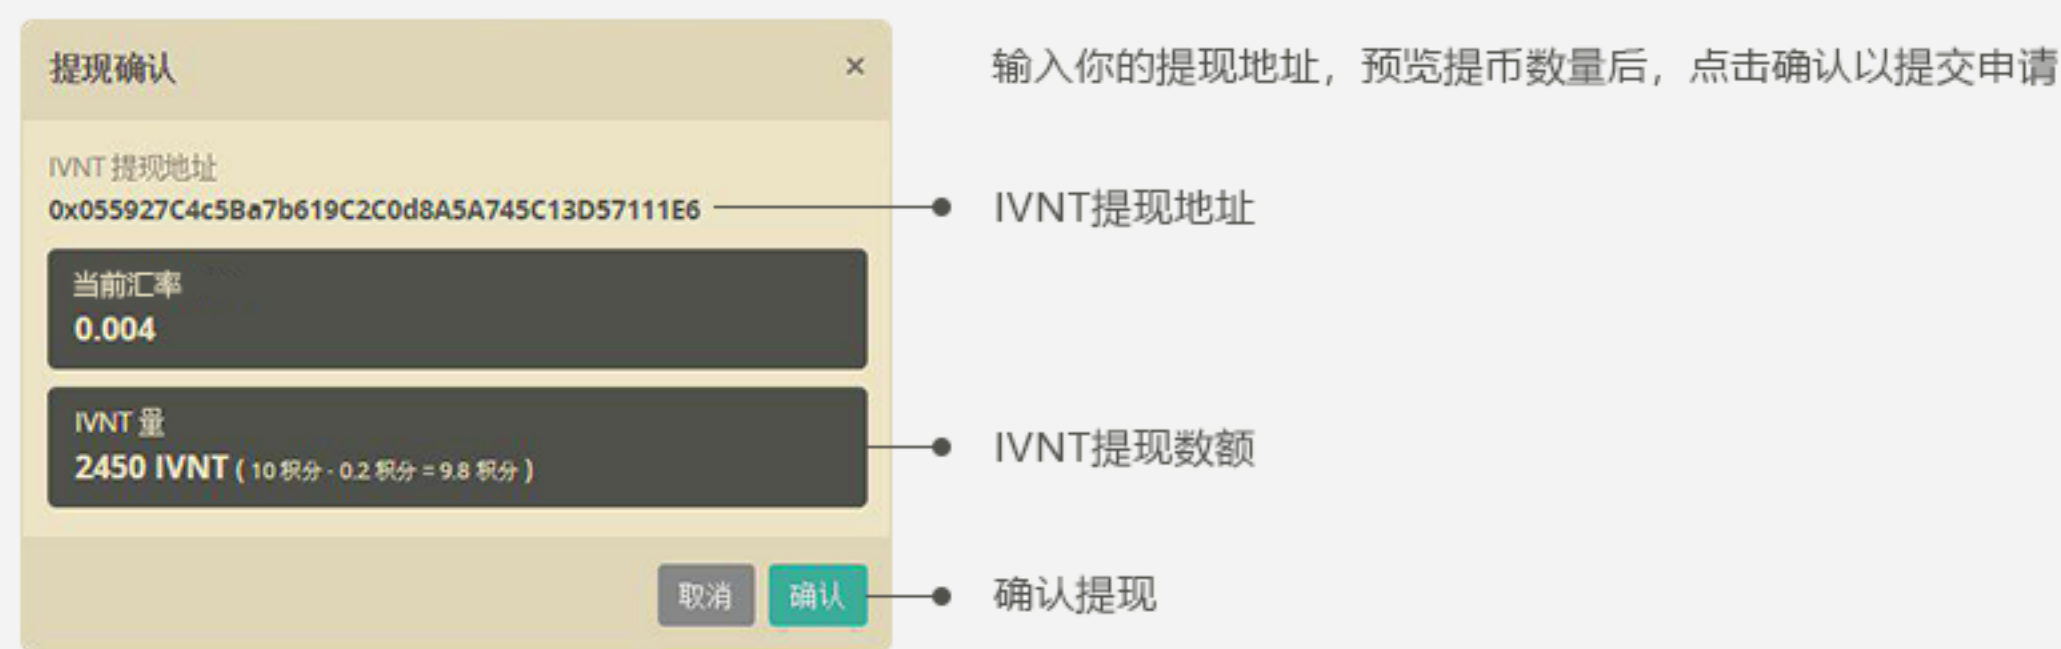 提现确认 ×
输入你的提现地址，预览提币数量后，点击确认以提交申请
IVNT 提现地址
0x055927C4c5Ba7b619C2C0d8A5A745C13D57111E6
IVNT提现地址
当前汇率
0.004
IVNT 量
2450 IVNT ( 10 积分 - 0.2 积分 = 9.8 积分 )
IVNT提现数额
取消 确认
确认提现